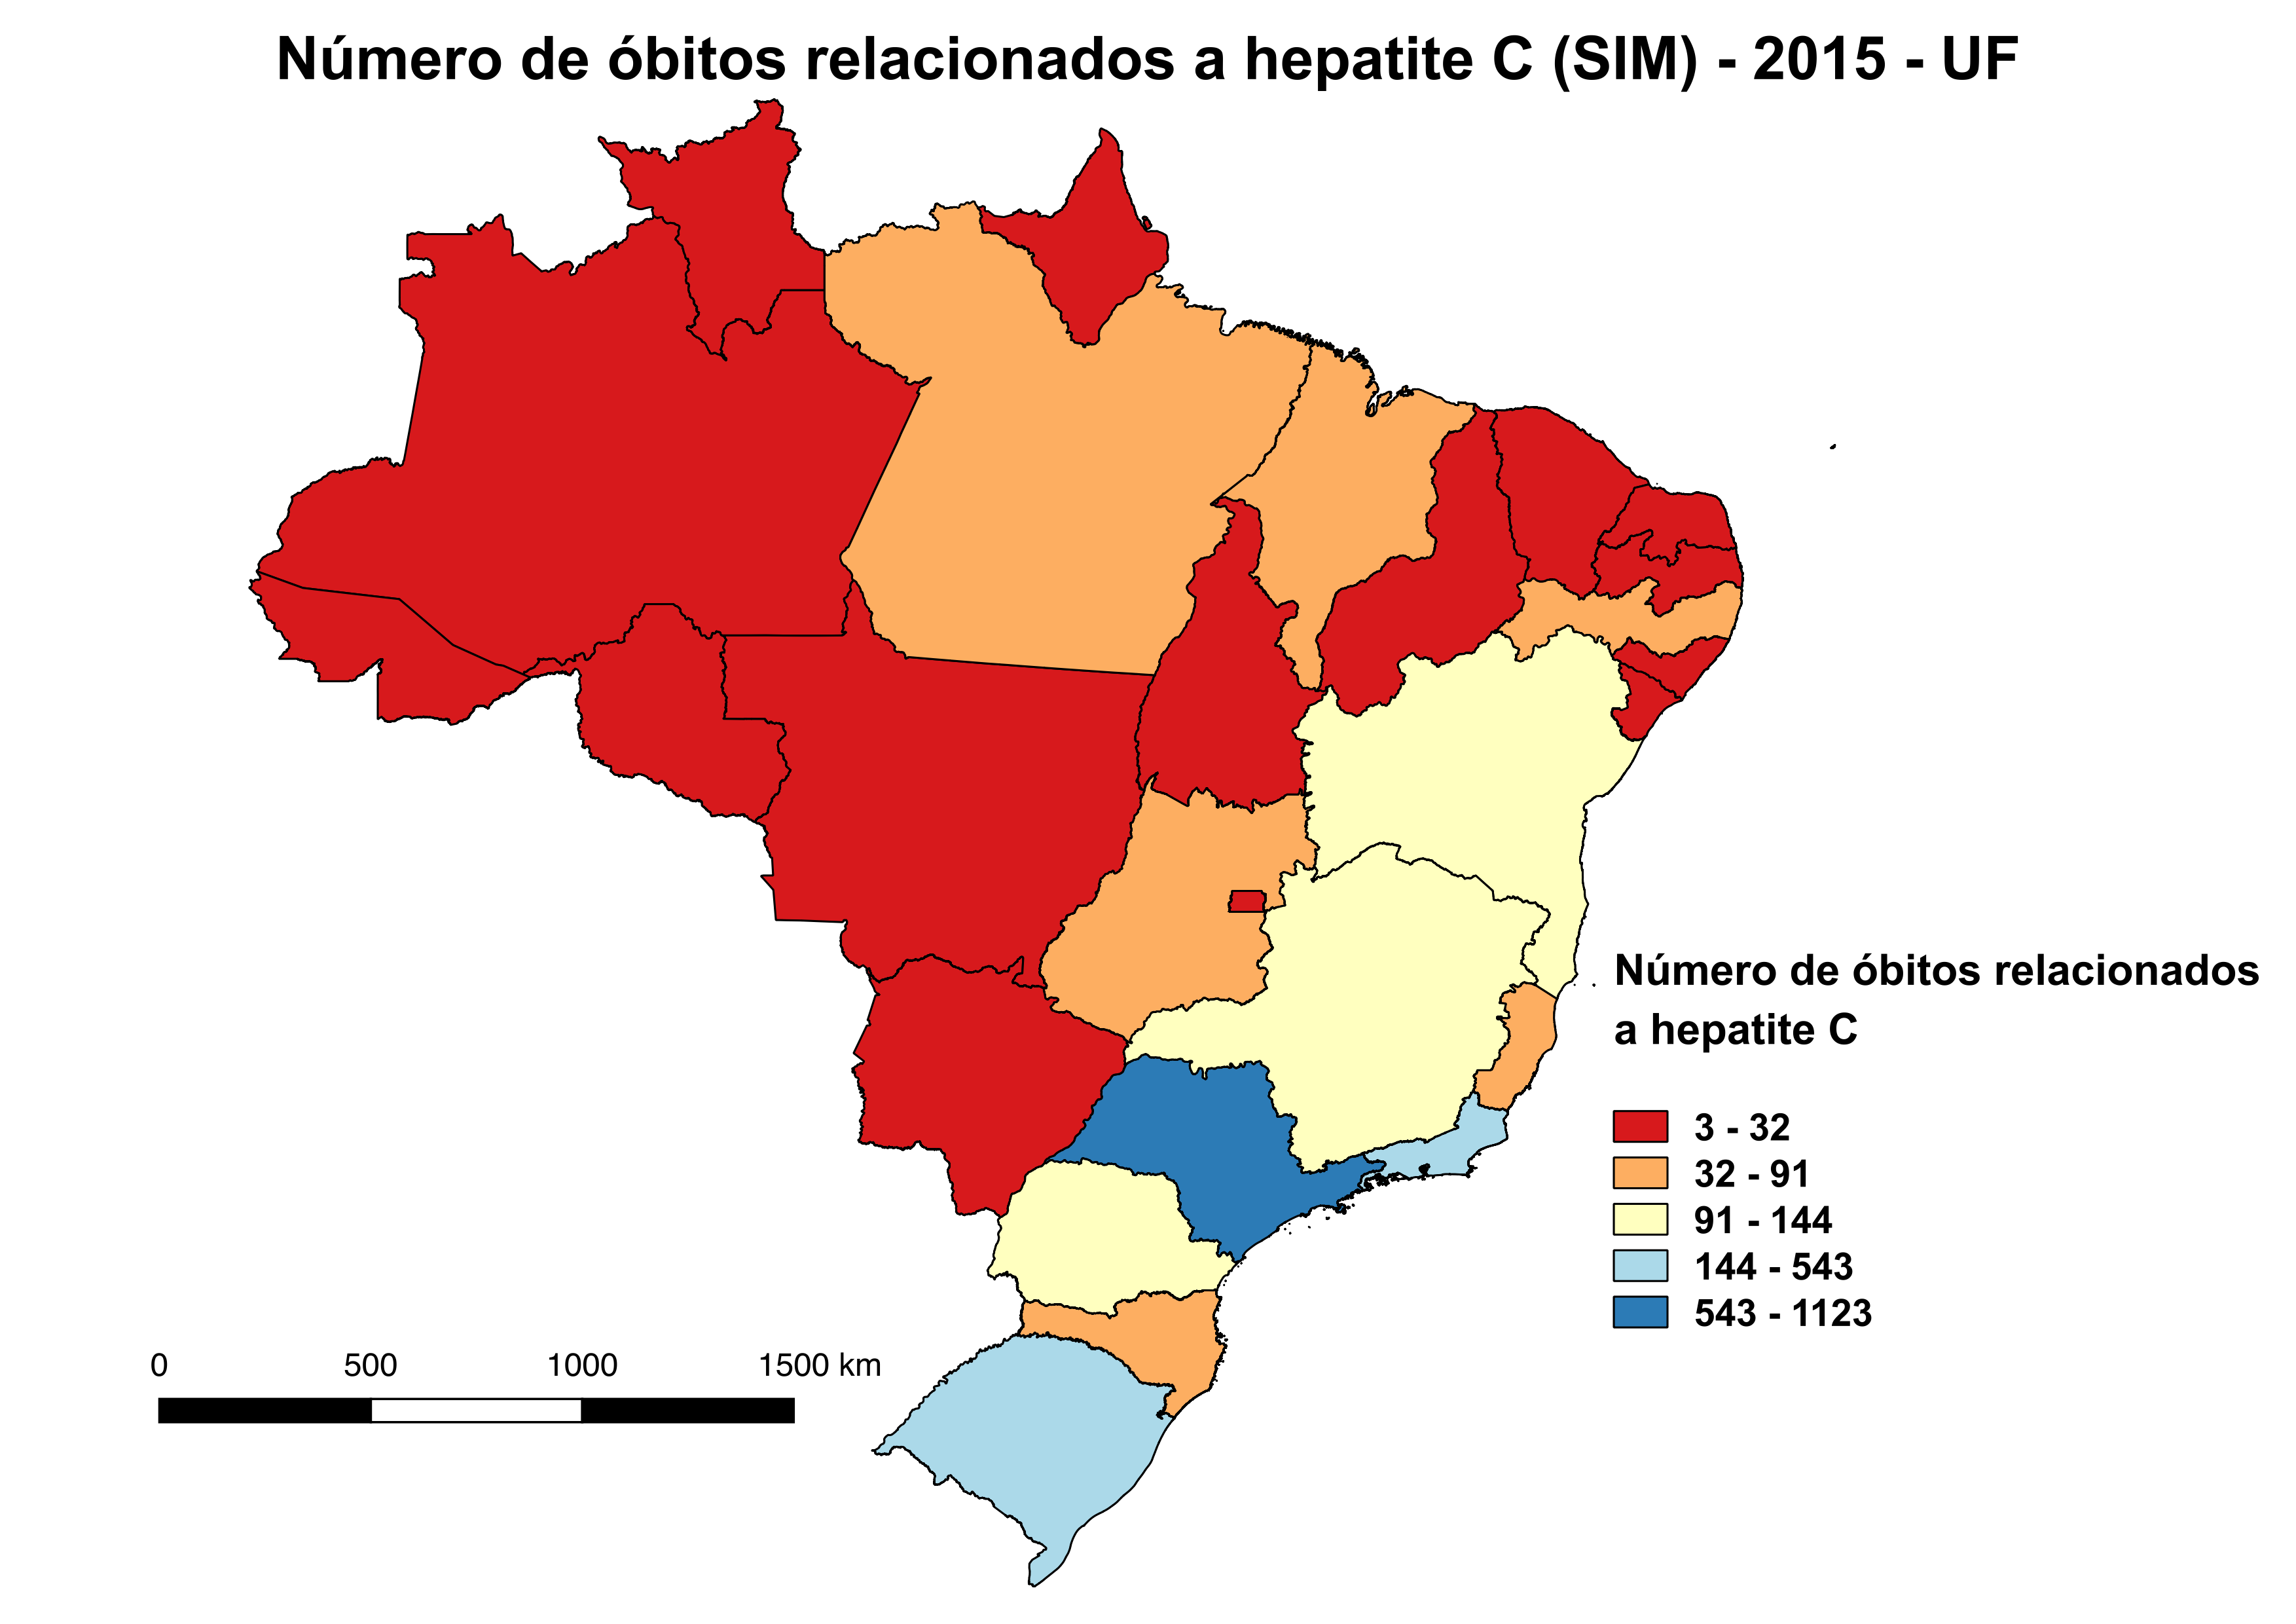 Número de óbitos relacionados a hepatite C (SIM) - 2015 - UF
Número de óbitos relacionados
a hepatite C
3 - 32
32 - 91
91 - 144
144 - 543
543 - 1123
0 500 1000 1500 km